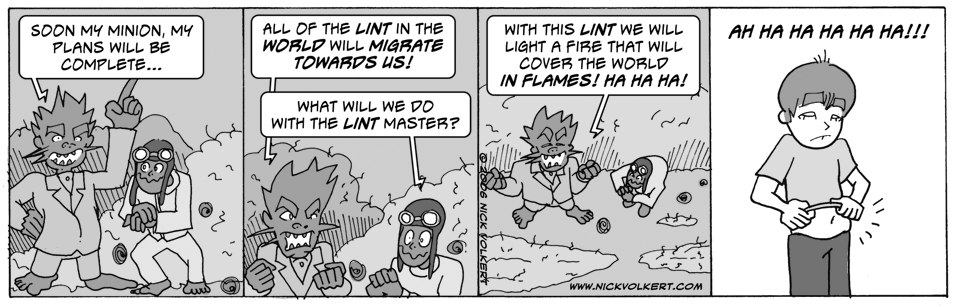 SOON MY MINION, MY
PLANS WILL BE
COMPLETE...
ALL OF THE LINT IN THE
WORLD WILL MIGRATE
TOWARDS US!
WHAT WILL WE DO
WITH THE LINT MASTER?
© 2006 NICK VOLKERT
WITH THIS LINT WE WILL
LIGHT A FIRE THAT WILL
COVER THE WORLD
IN FLAMES! HA HA HA!
WWW.NICKVOLKERT.COM
AH HA HA HA HA HA!!!